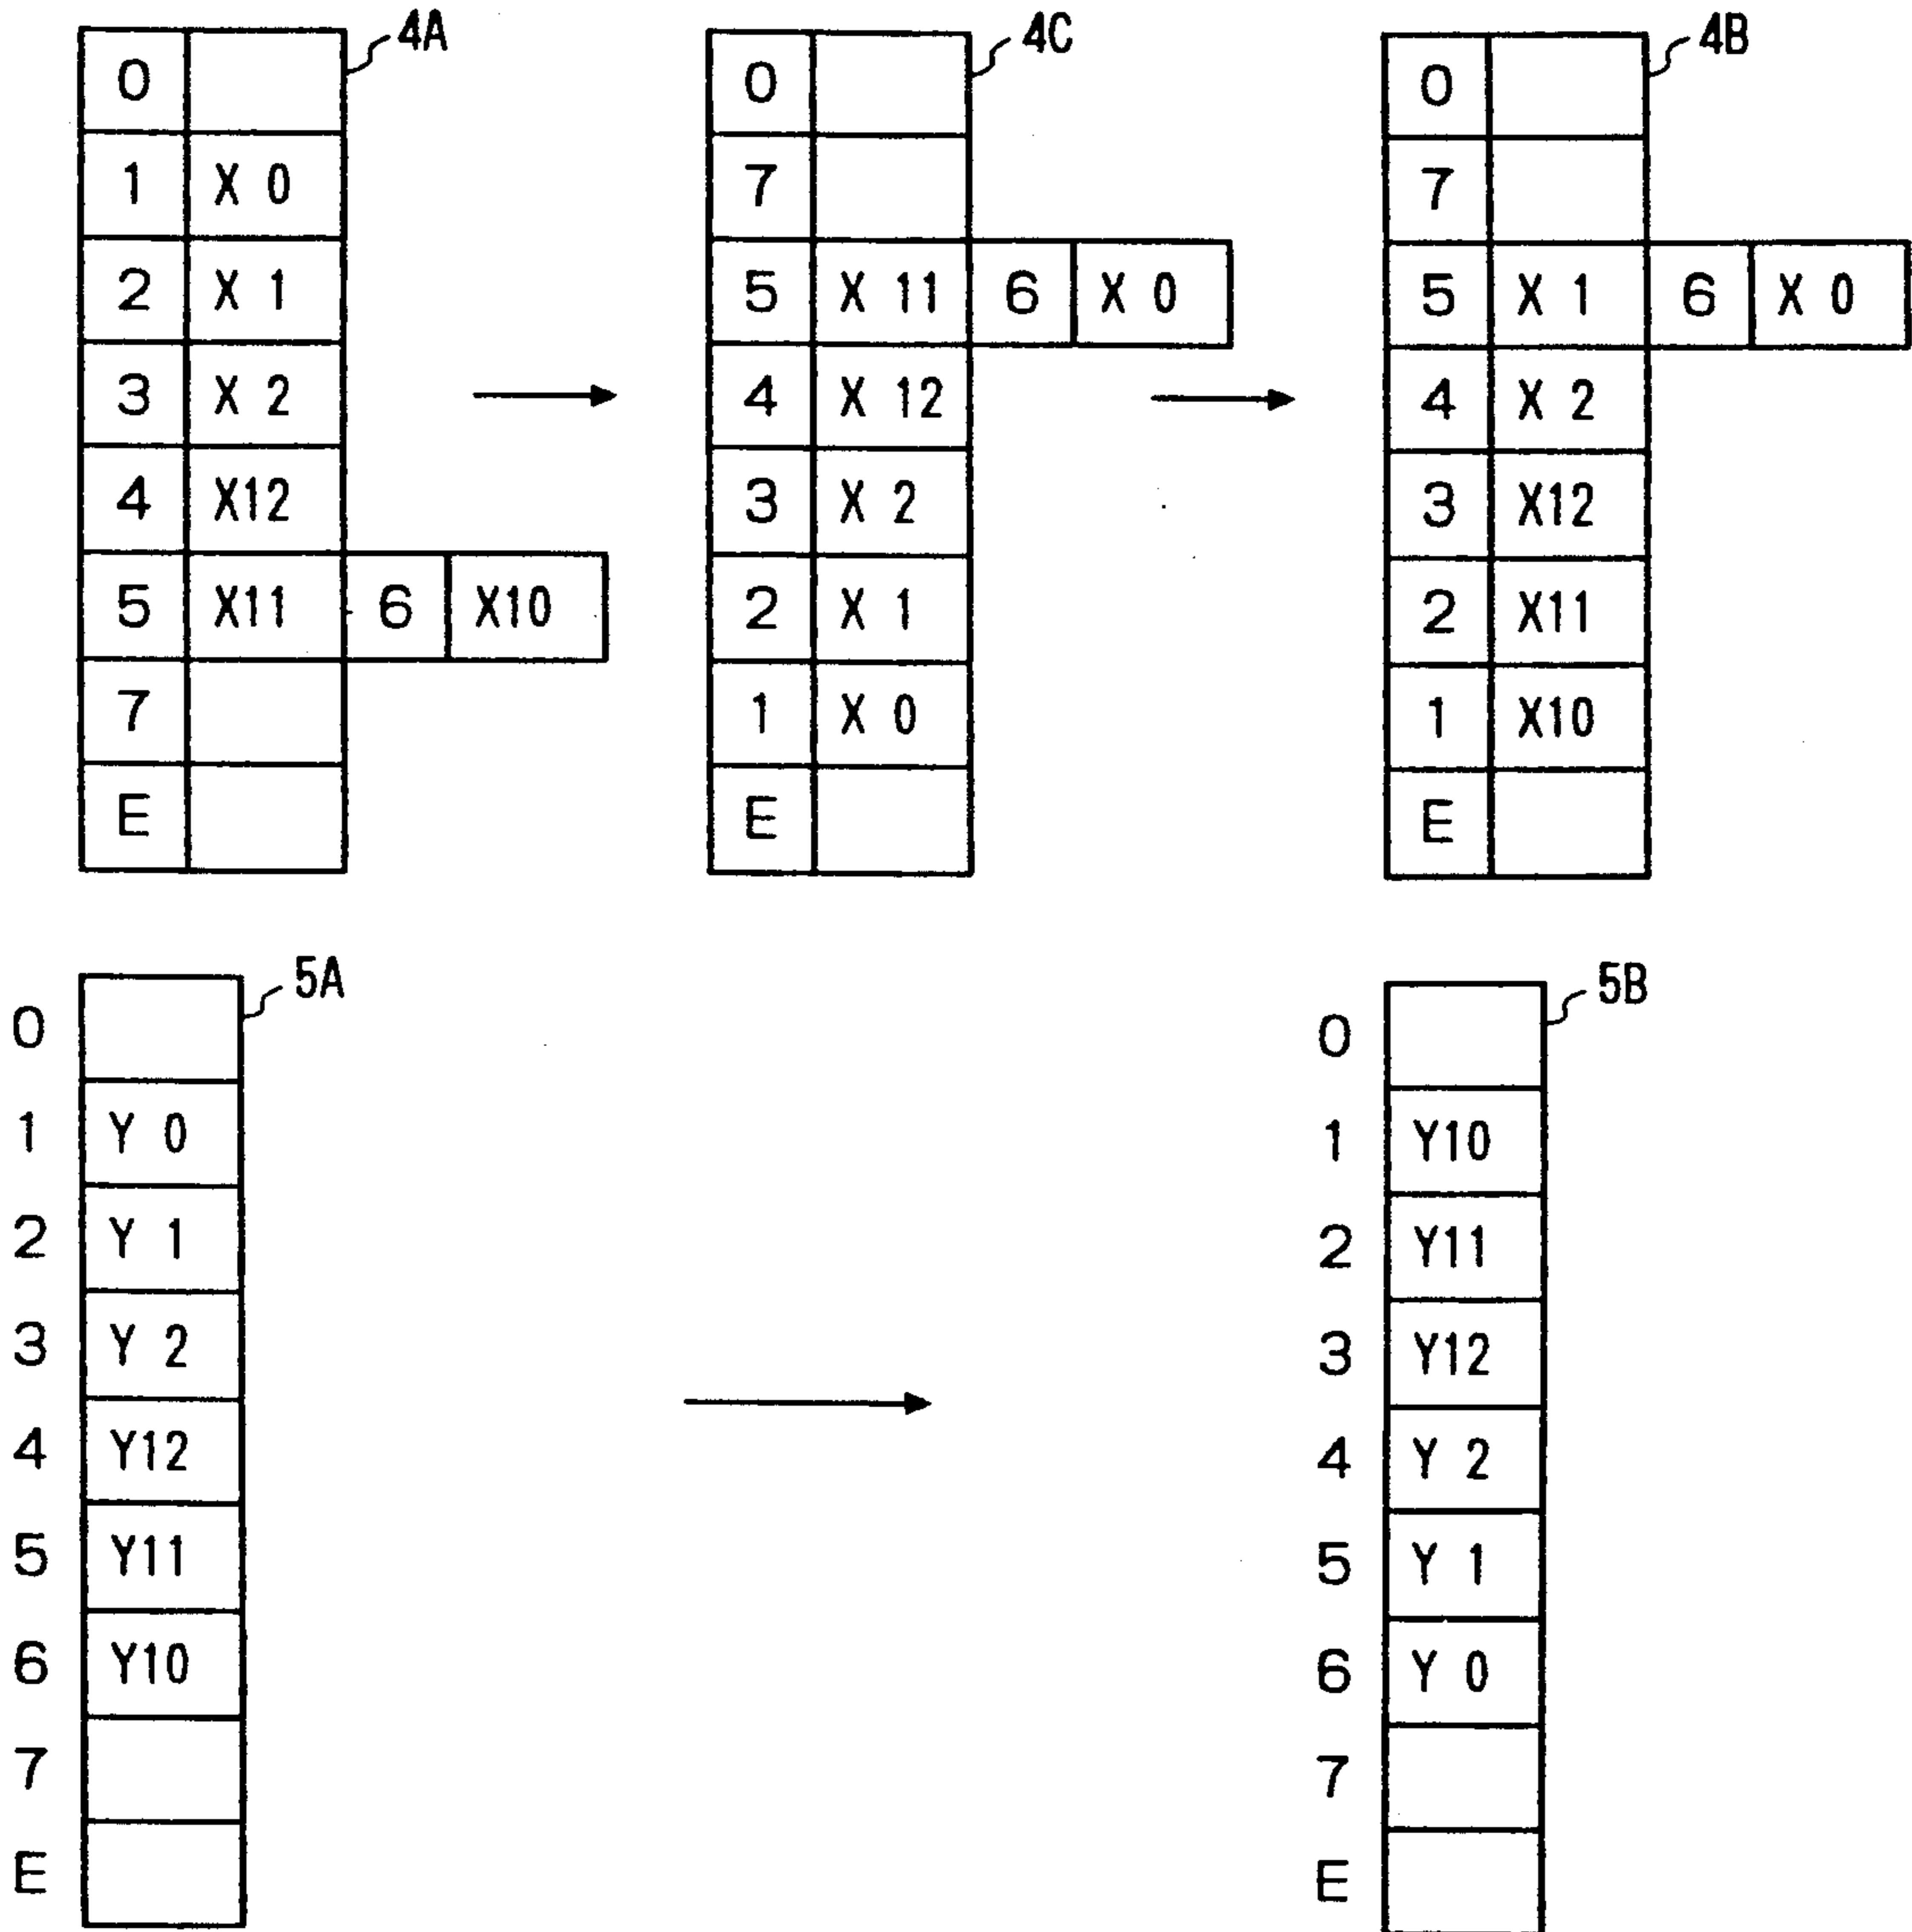 4A
0
1 X 0
2 X 1
3 X 2
4 X12
5 X11 6 X10
7
E
4C
0
7
5 X 11 6 X 0
4 X 12
3 X 2
2 X 1
1 X 0
E
4B
0
7
5 X 1 6 X 0
4 X 2
3 X12
2 X11
1 X10
E
5A
0
1 Y 0
2 Y 1
3 Y 2
4 Y12
5 Y11
6 Y10
7
E
5B
0
1 Y10
2 Y11
3 Y12
4 Y 2
5 Y 1
6 Y 0
7
E